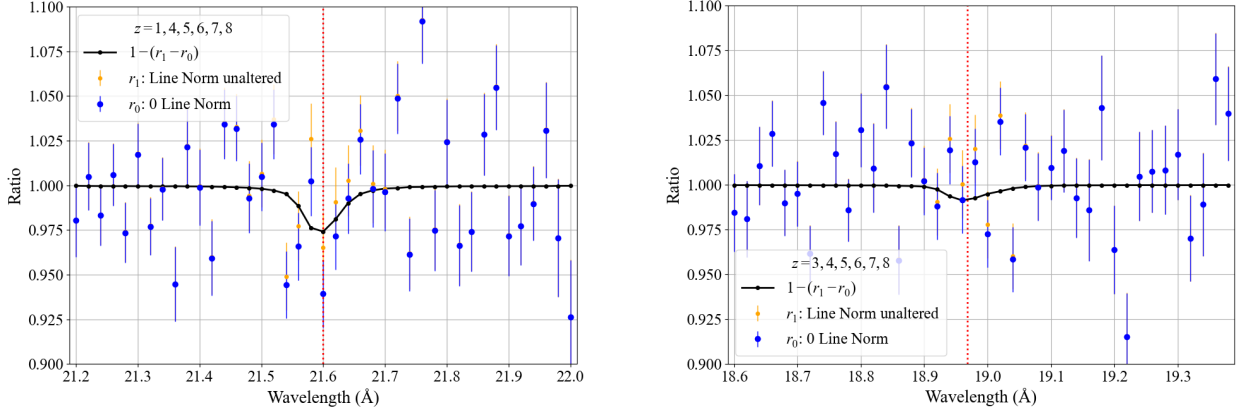 1.100
1.075
1.050
1.025
1.000
0.975
0.950
0.925
0.900
Ratio
z = 1, 4, 5, 6, 7, 8
1−(r₁−r₀)
r₁: Line Norm unaltered
r₀: 0 Line Norm
21.2 21.3 21.4 21.5 21.6 21.7 21.8 21.9 22.0
Wavelength (Å)
1.100
1.075
1.050
1.025
1.000
0.975
0.950
0.925
0.900
Ratio
z = 3, 4, 5, 6, 7, 8
1−(r₁−r₀)
r₁: Line Norm unaltered
r₀: 0 Line Norm
18.6 18.7 18.8 18.9 19.0 19.1 19.2 19.3
Wavelength (Å)